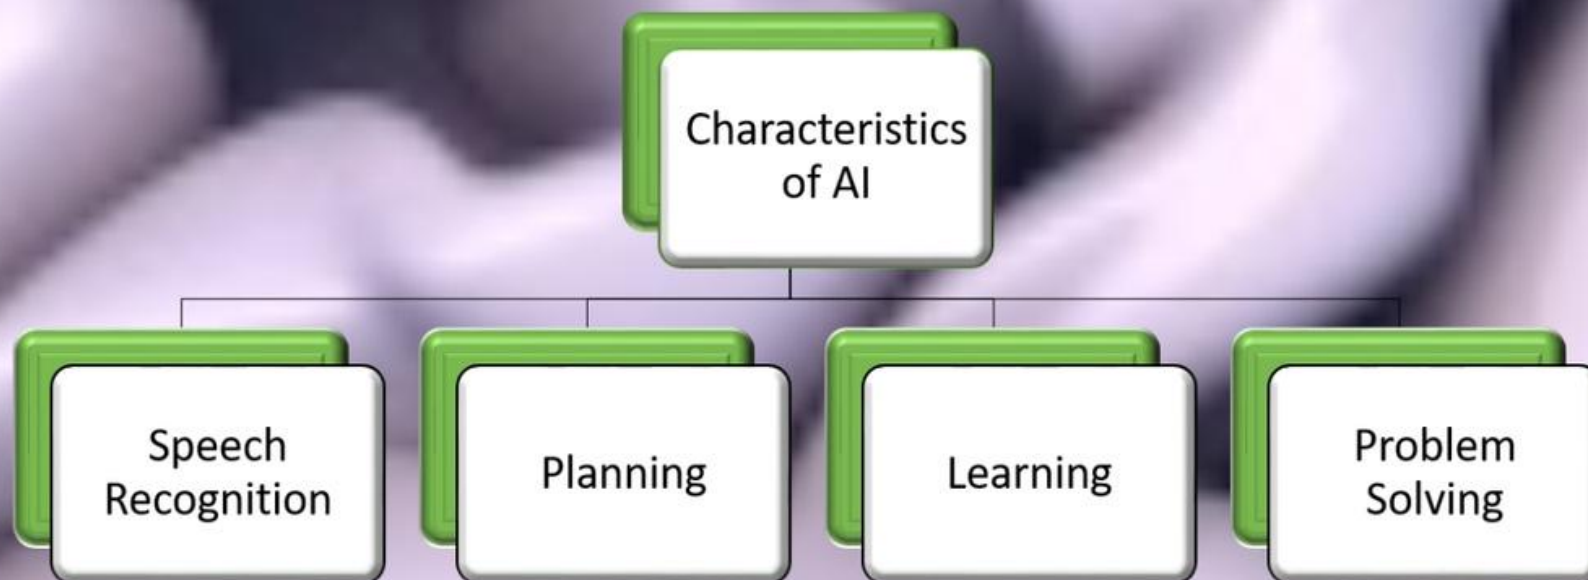 Characteristics
of AI
Speech
Recognition
Planning
Learning
Problem
Solving